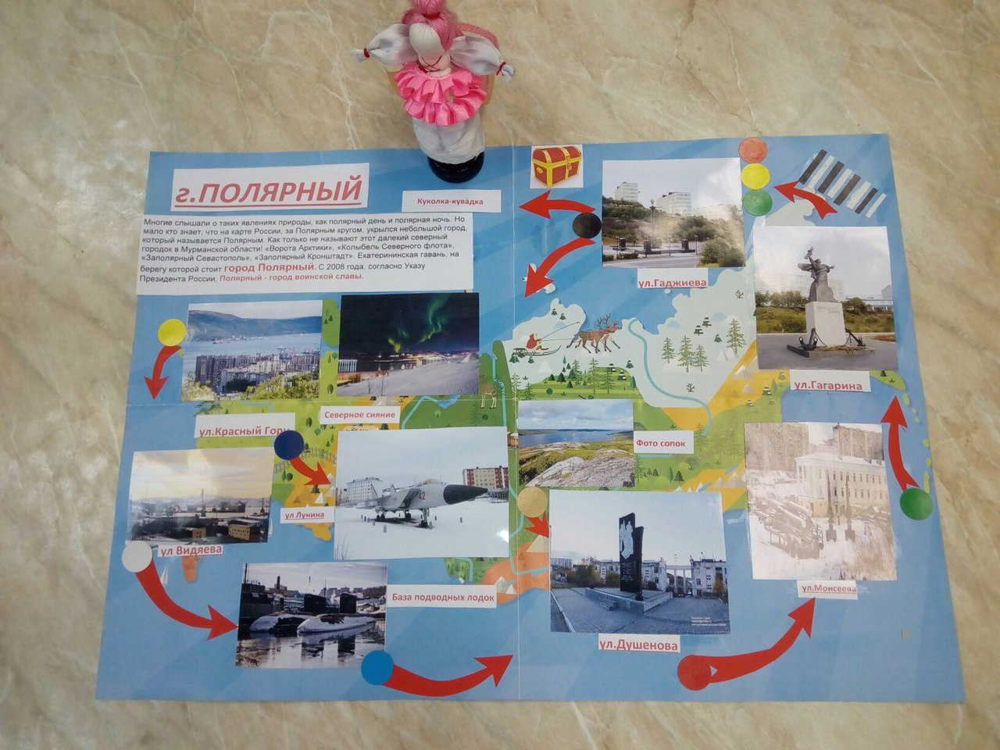 г.ПОЛЯРНЫЙ
Куколка-кувадка
Многие слышали о таких явлениях природы, как полярный день и полярная ночь. Но
мало кто знает, что на карте России, за Полярным кругом, укрылся небольшой город,
который называется Полярным. Как только не называют этот далекий северный
городок в Мурманской области! «Ворота Арктики», «Колыбель Северного флота»,
«Заполярный Севастополь», «Заполярный Кронштадт». Екатерининская гавань, на
берегу которой стоит город Полярный. С 2008 года, согласно Указу
Президента России, Полярный - город воинской славы.
ул.Гаджиева
ул.Гагарина
Северное сияние
ул.Красный Горн
Фото сопок
ул Лунина
42
ул Видяева
База подводных лодок
ул.Моисеева
ул.Душенова